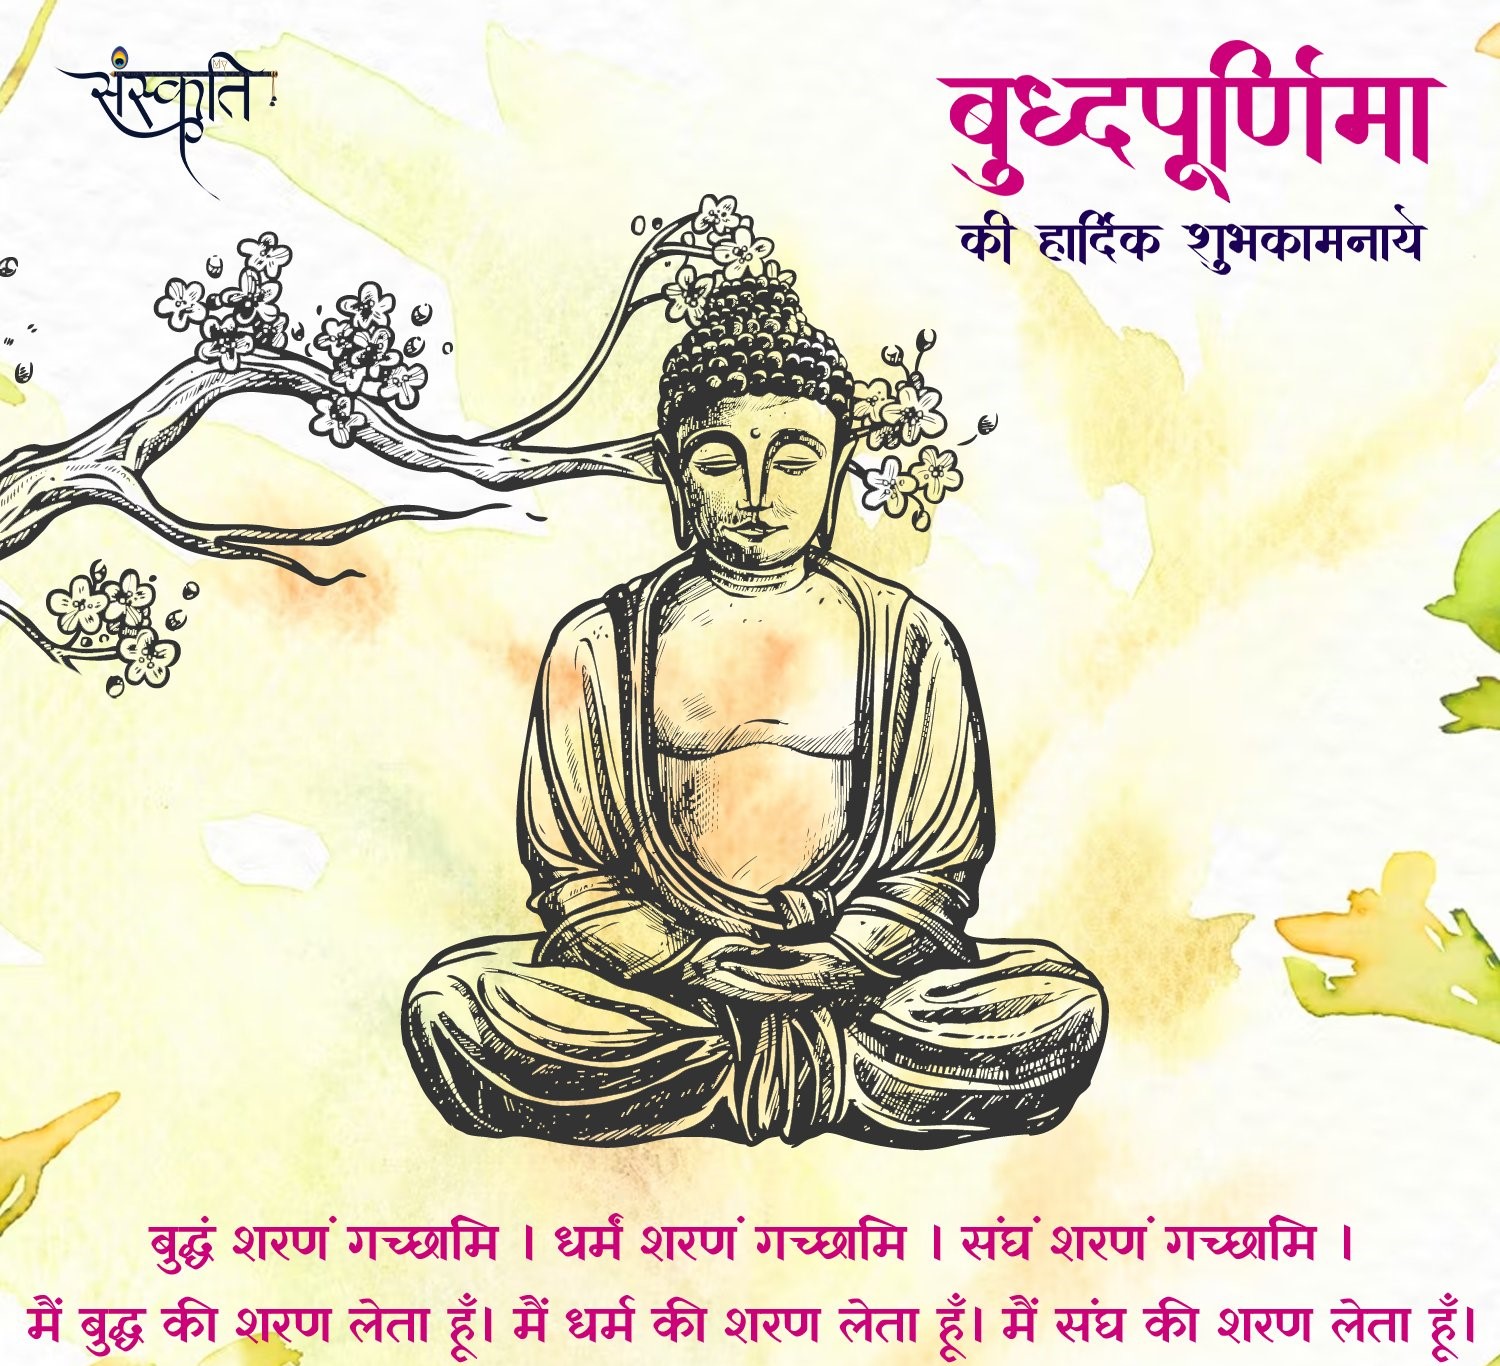 My
संस्कृति
बुध्दपूर्णिमा
की हार्दिक शुभकामनाये
बुद्धं शरणं गच्छामि । धर्मं शरणं गच्छामि । संघं शरणं गच्छामि ।
मैं बुद्ध की शरण लेता हूँ। मैं धर्म की शरण लेता हूँ। मैं संघ की शरण लेता हूँ।